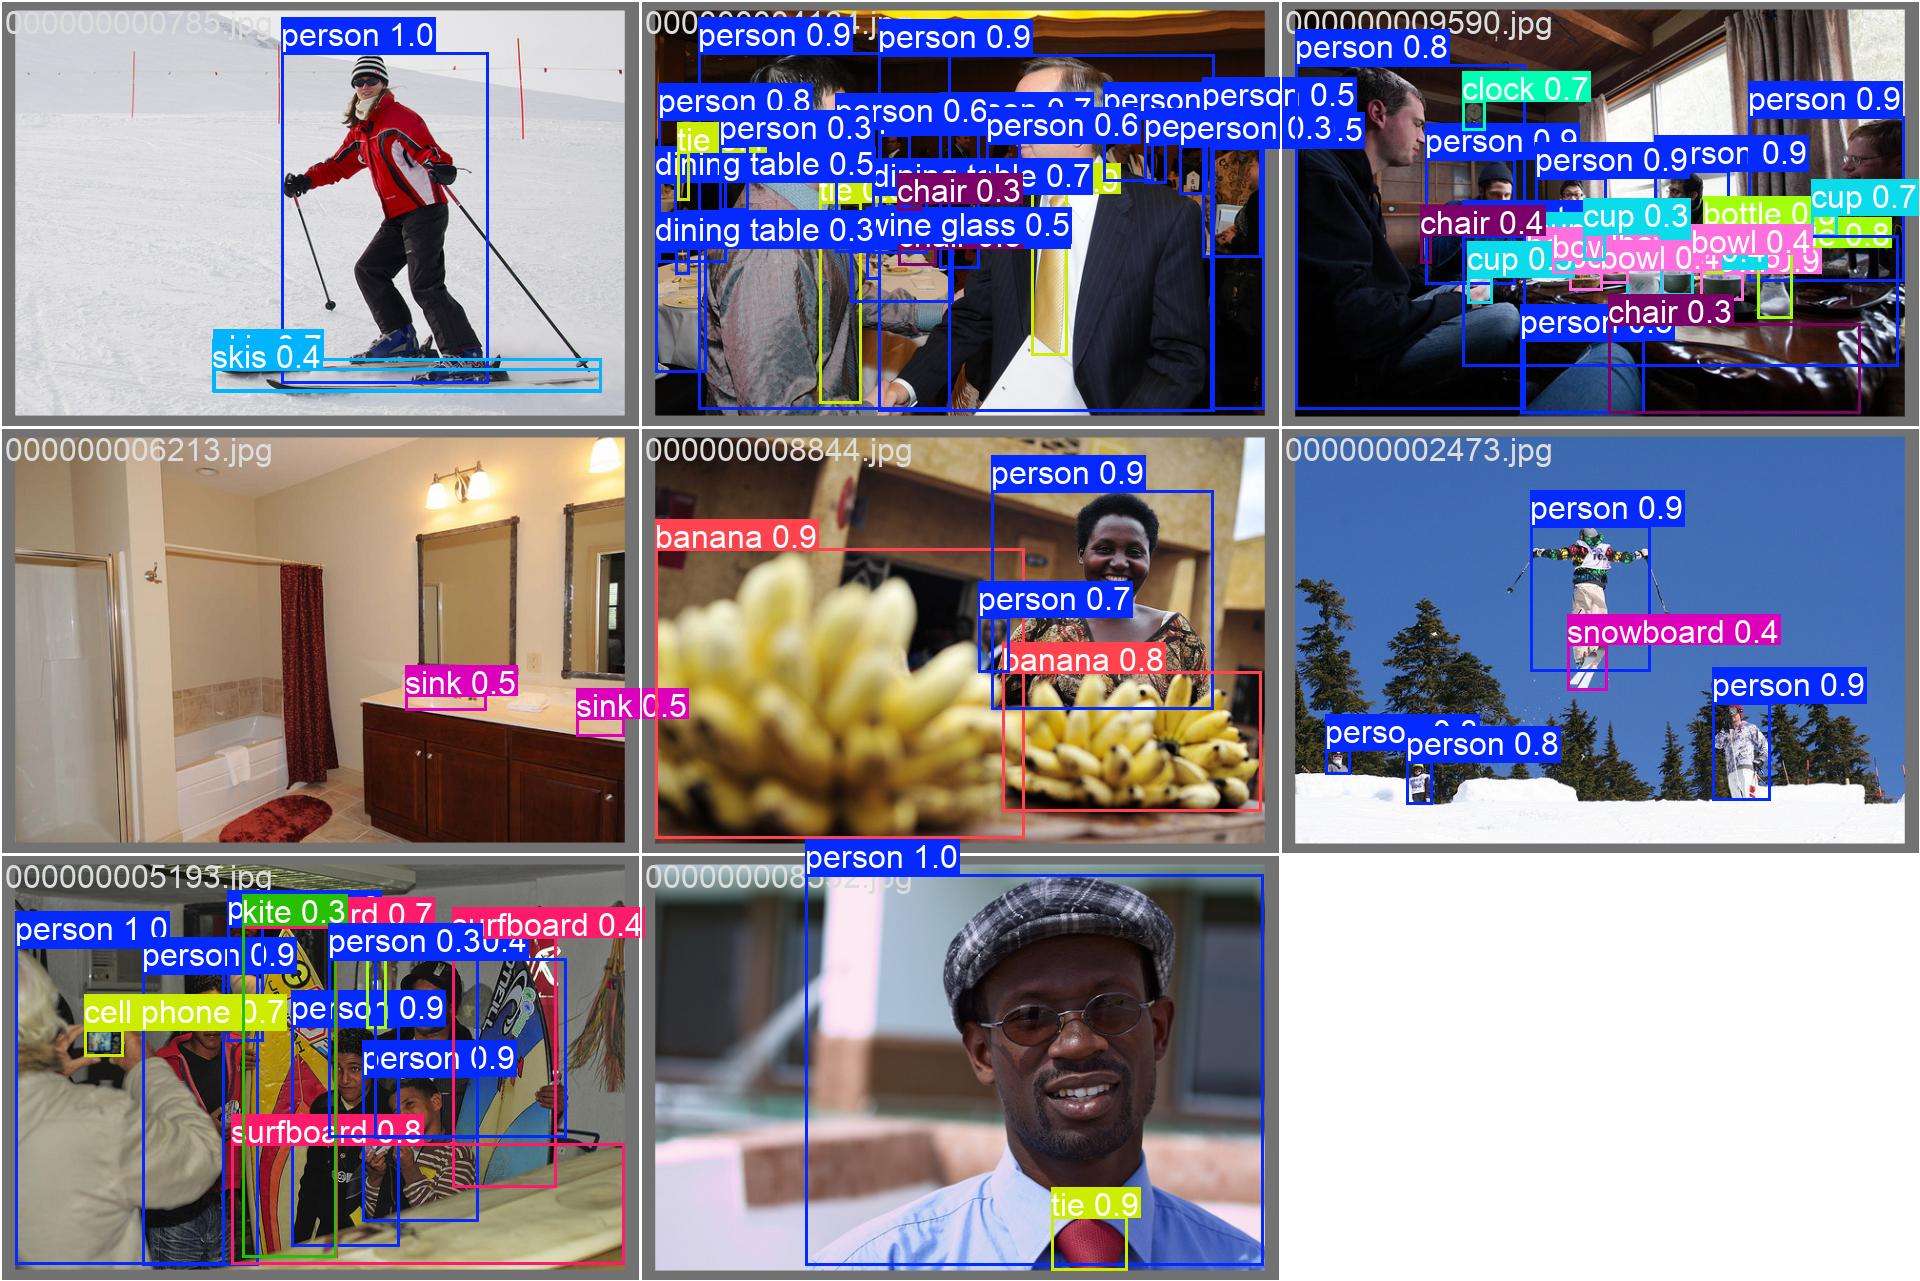 000000000785.jpg
person 1.0
skis 0.4
person 0.9
person 0.9
person 0.8
person 0.3
person 0.6
person 0.6
person 0.5
person 0.3
tie
dining table 0.5
dining table 0.7
chair 0.3
dining table 0.3
wine glass 0.5
000000009590.jpg
person 0.8
clock 0.7
person 0.9
person 0.9
person 0.9
cup 0.7
chair 0.4
cup 0.3
bottle
bowl 0.4
cup
bowl 0.4
chair 0.3
person
000000006213.jpg
sink 0.5
sink 0.5
000000008844.jpg
person 0.9
banana 0.9
person 0.7
banana 0.8
000000002473.jpg
person 0.9
snowboard 0.4
person 0.9
person 0.8
000000005193.jpg
person 1.0
kite 0.3
surfboard 0.4
person 0.3
person 0.9
cell phone 0.7
person 0.9
person 0.9
surfboard 0.8
O'NEILL
person 1.0
tie 0.9